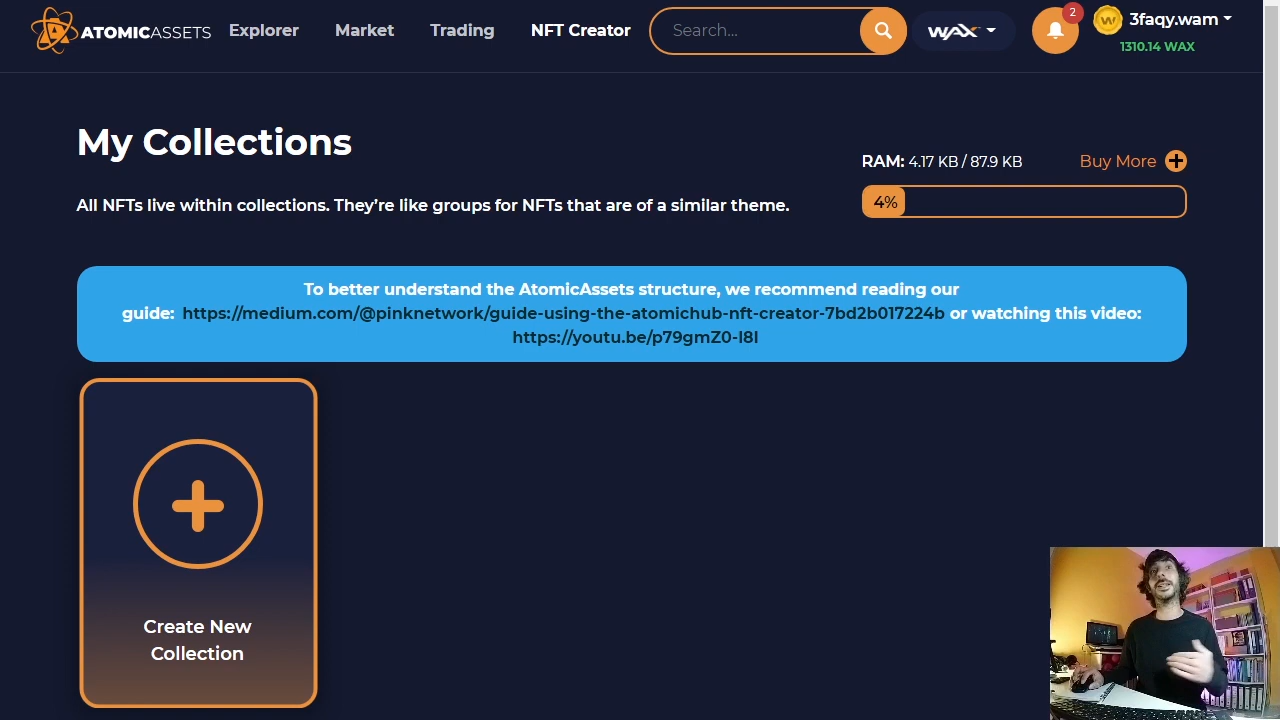 ATOMICASSETS Explorer Market Trading NFT Creator Search... WAX 2 3faqy.wam
1310.14 WAX
My Collections
RAM: 4.17 KB / 87.9 KB Buy More
All NFTs live within collections. They're like groups for NFTs that are of a similar theme.
4%
To better understand the AtomicAssets structure, we recommend reading our
guide: https://medium.com/@pinknetwork/guide-using-the-atomichub-nft-creator-7bd2b017224b or watching this video:
https://youtu.be/p79gmZ0-I8I
Create New
Collection